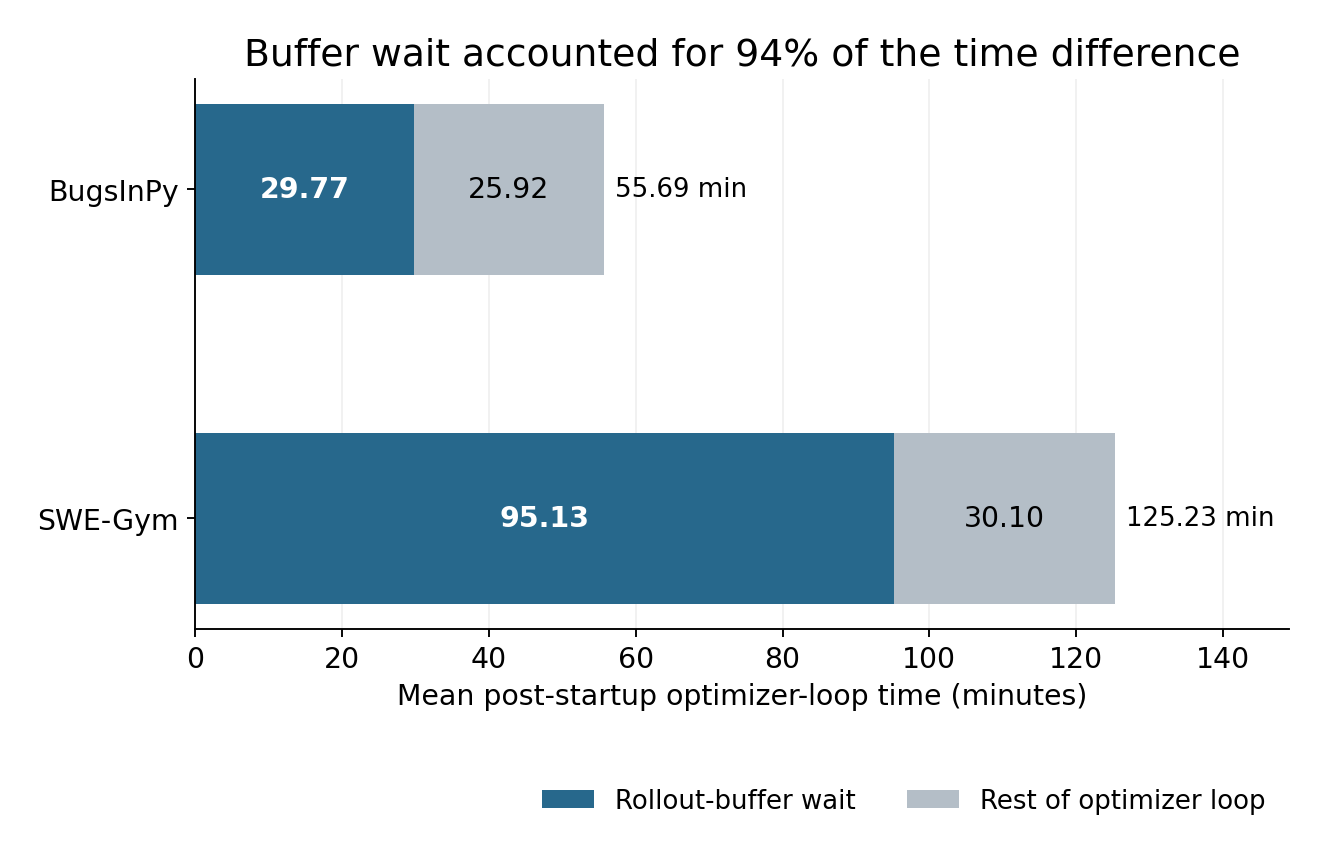 Buffer wait accounted for 94% of the time difference
BugsInPy
29.77
25.92
55.69 min
SWE-Gym
95.13
30.10
125.23 min
0 20 40 60 80 100 120 140
Mean post-startup optimizer-loop time (minutes)
Rollout-buffer wait
Rest of optimizer loop